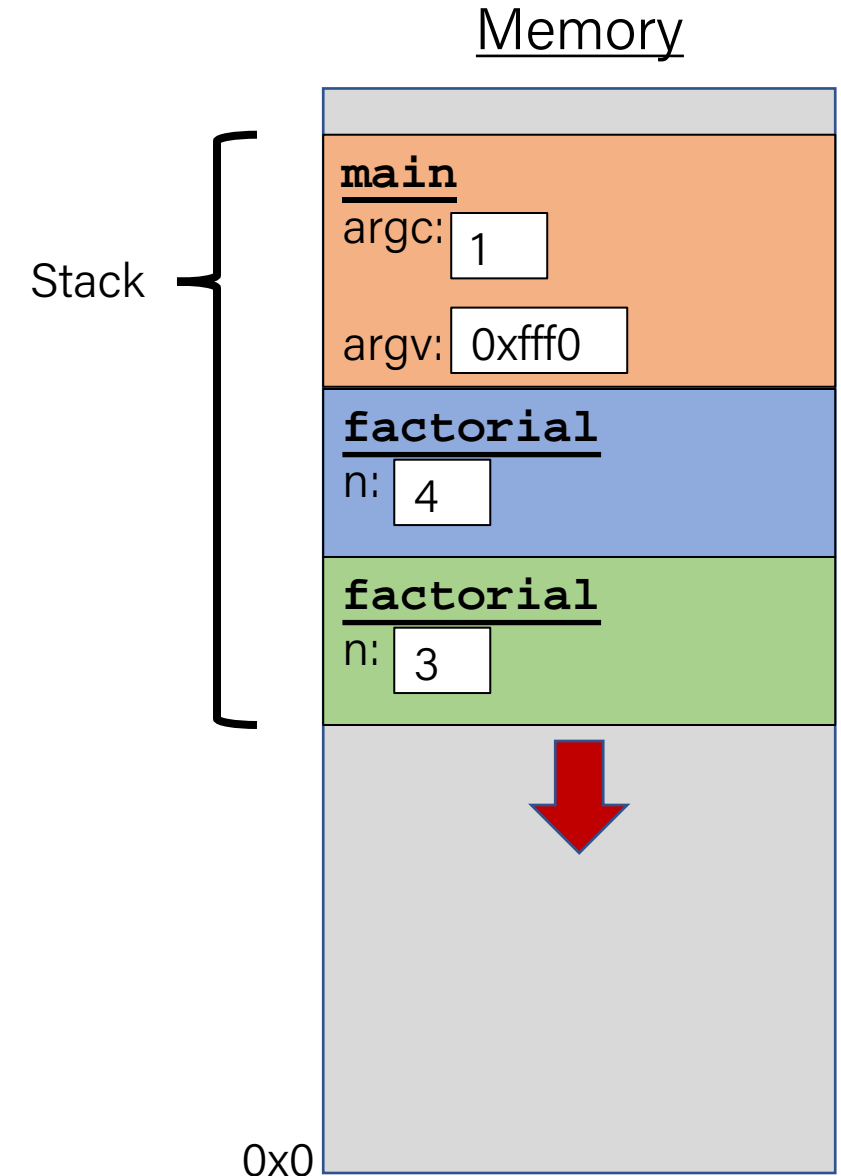 Memory
main
argc: 1
argv: 0xfff0
Stack
factorial
n: 4
factorial
n: 3
0x0